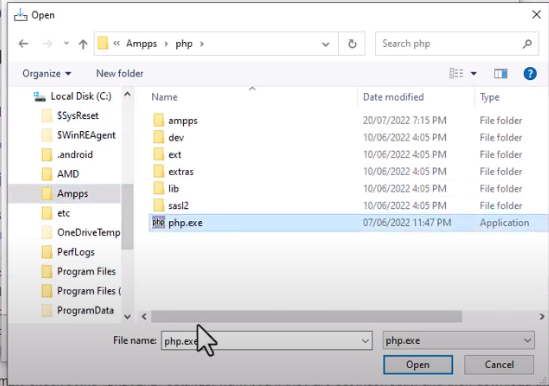 Open
« Ampps > php >
Search php
Organize
New folder
Name
Date modified
Type
Local Disk (C:)
$SysReset
$WinREAgent
.android
AMD
Ampps
etc
OneDriveTemp
PerfLogs
Program Files
Program Files (
ProgramData
ampps 20/07/2022 7:15 PM File folder
dev 10/06/2022 4:05 PM File folder
ext 10/06/2022 4:05 PM File folder
extras 10/06/2022 4:05 PM File folder
lib 10/06/2022 4:05 PM File folder
sasl2 10/06/2022 4:05 PM File folder
php php.exe 07/06/2022 11:47 PM Application
File name: php.exe
php.exe
Open
Cancel